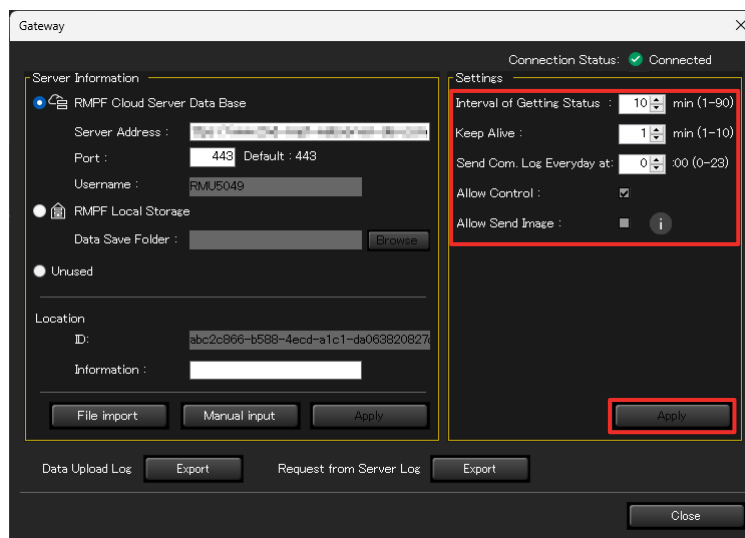 Gateway
Connection Status: Connected
Server Information
RMPF Cloud Server Data Base
Server Address :
Port : 443 Default : 443
Username : RMU5049
RMPF Local Storage
Data Save Folder : Browse
Unused
Location
ID: abc2c866-b588-4ecd-a1c1-da063820827
Information :
File import Manual input Apply
Settings
Interval of Getting Status : 10 min (1-90)
Keep Alive : 1 min (1-10)
Send Com. Log Everyday at: 0 :00 (0-23)
Allow Control :
Allow Send Image : i
Apply
Data Upload Log Export Request from Server Log Export
Close